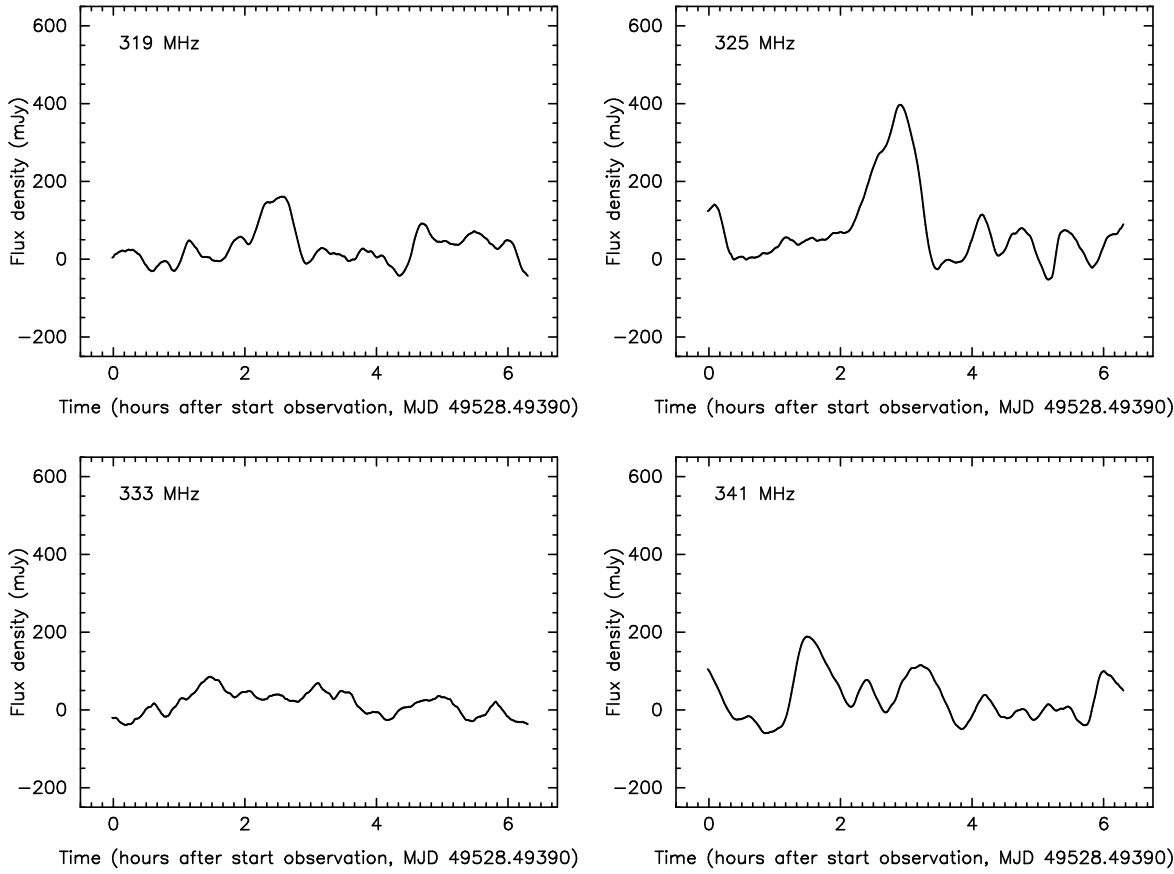 319 MHz
600
400
200
0
−200
Flux density (mJy)
0 2 4 6
Time (hours after start observation, MJD 49528.49390)
325 MHz
600
400
200
0
−200
Flux density (mJy)
0 2 4 6
Time (hours after start observation, MJD 49528.49390)
333 MHz
600
400
200
0
−200
Flux density (mJy)
0 2 4 6
Time (hours after start observation, MJD 49528.49390)
341 MHz
600
400
200
0
−200
Flux density (mJy)
0 2 4 6
Time (hours after start observation, MJD 49528.49390)